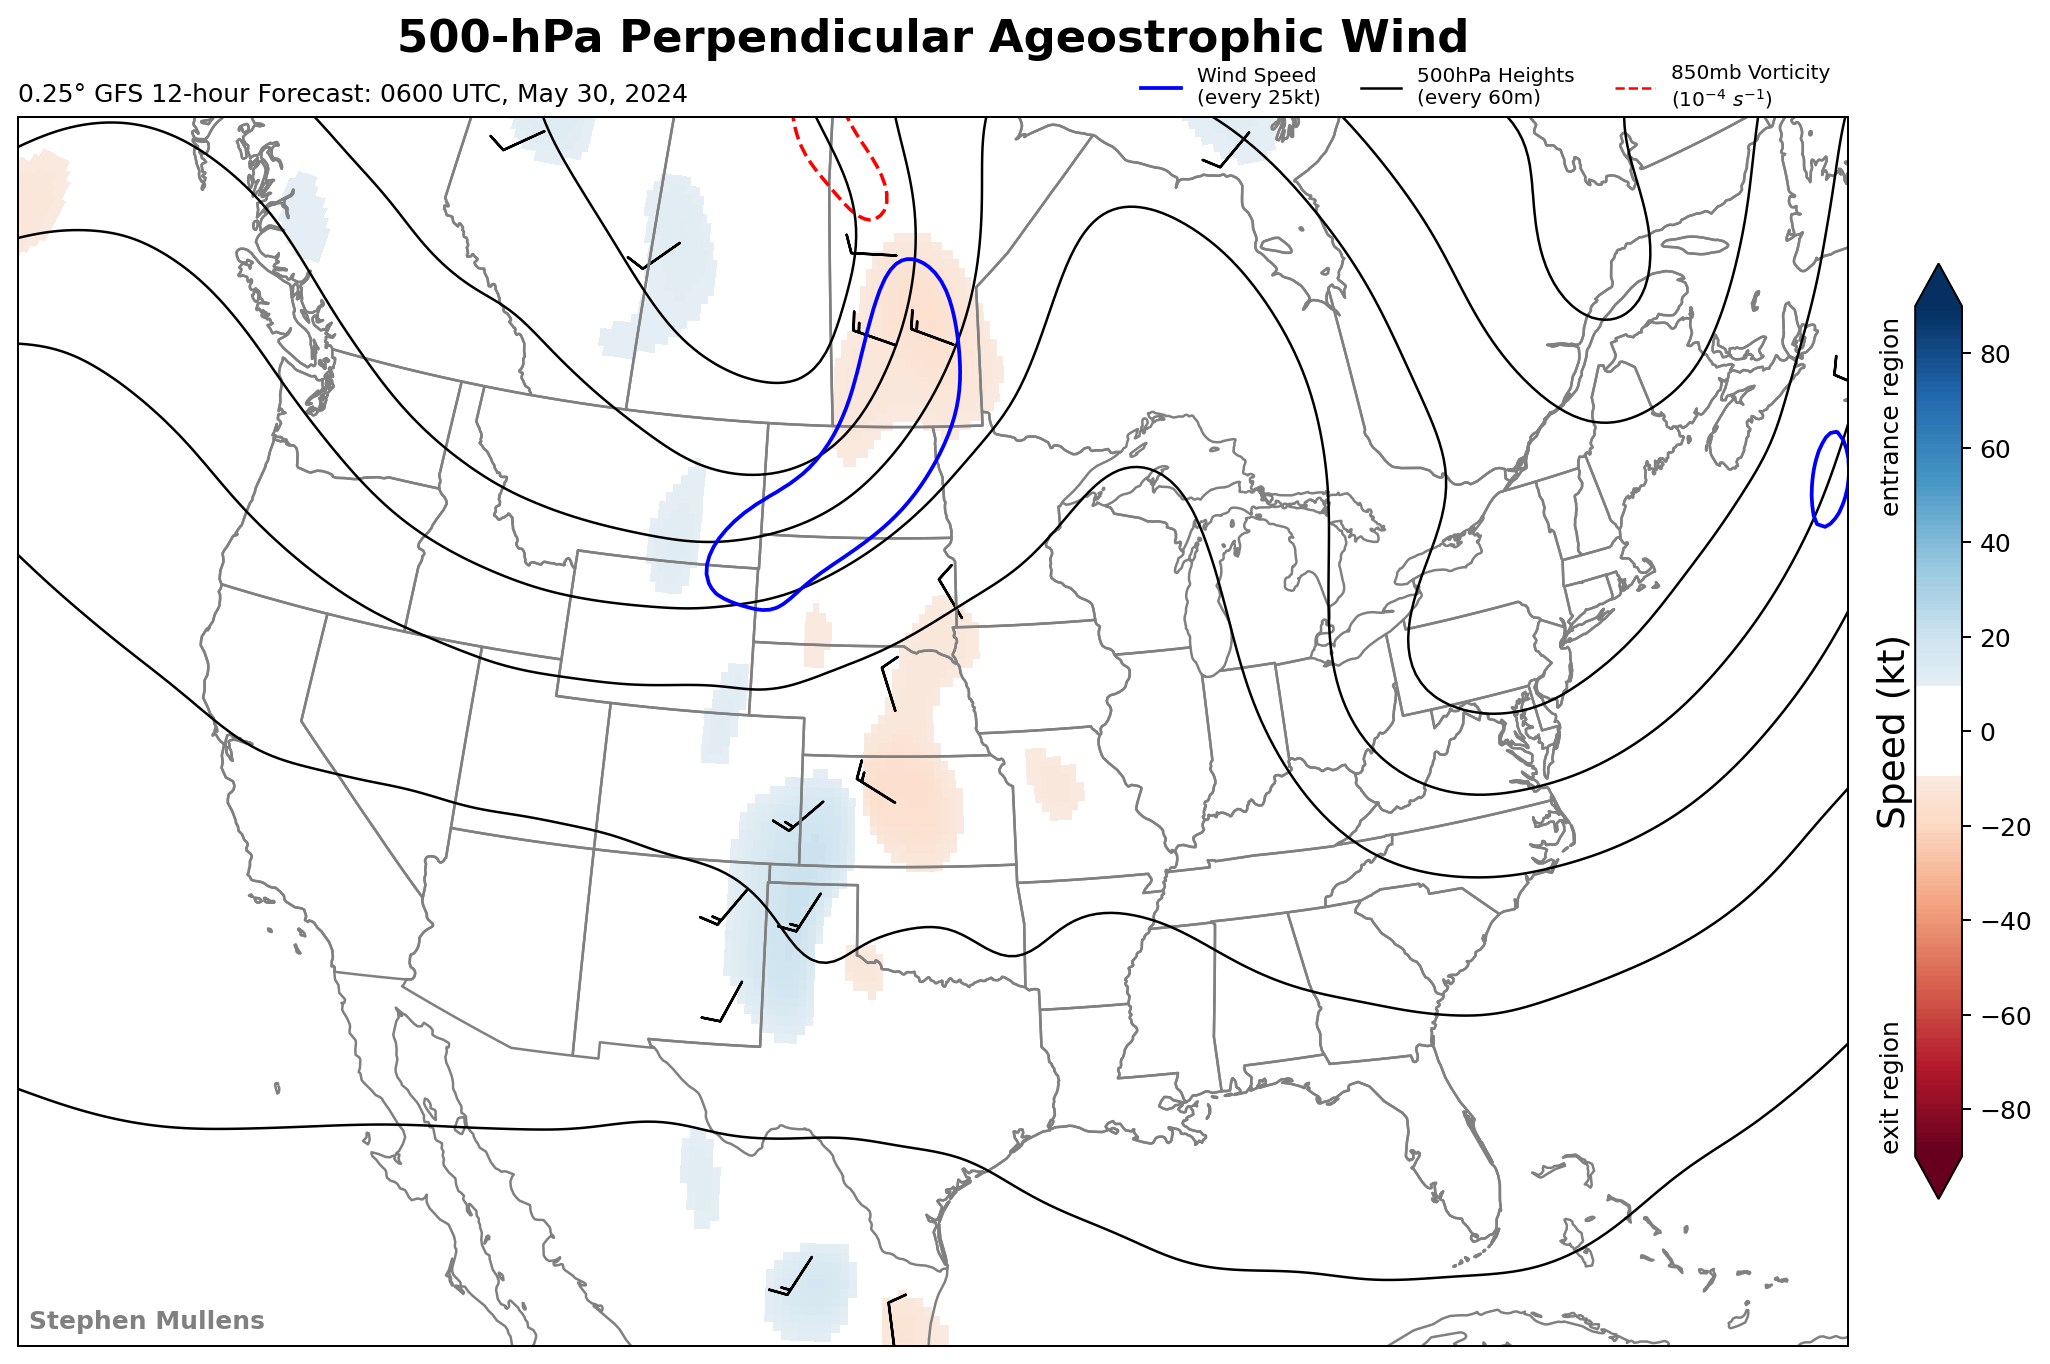 500-hPa Perpendicular Ageostrophic Wind
0.25° GFS 12-hour Forecast: 0600 UTC, May 30, 2024
Wind Speed
(every 25kt)
500hPa Heights
(every 60m)
850mb Vorticity
(10⁻⁴ s⁻¹)
entrance region
Speed (kt)
exit region
80
60
40
20
0
−20
−40
−60
−80
Stephen Mullens